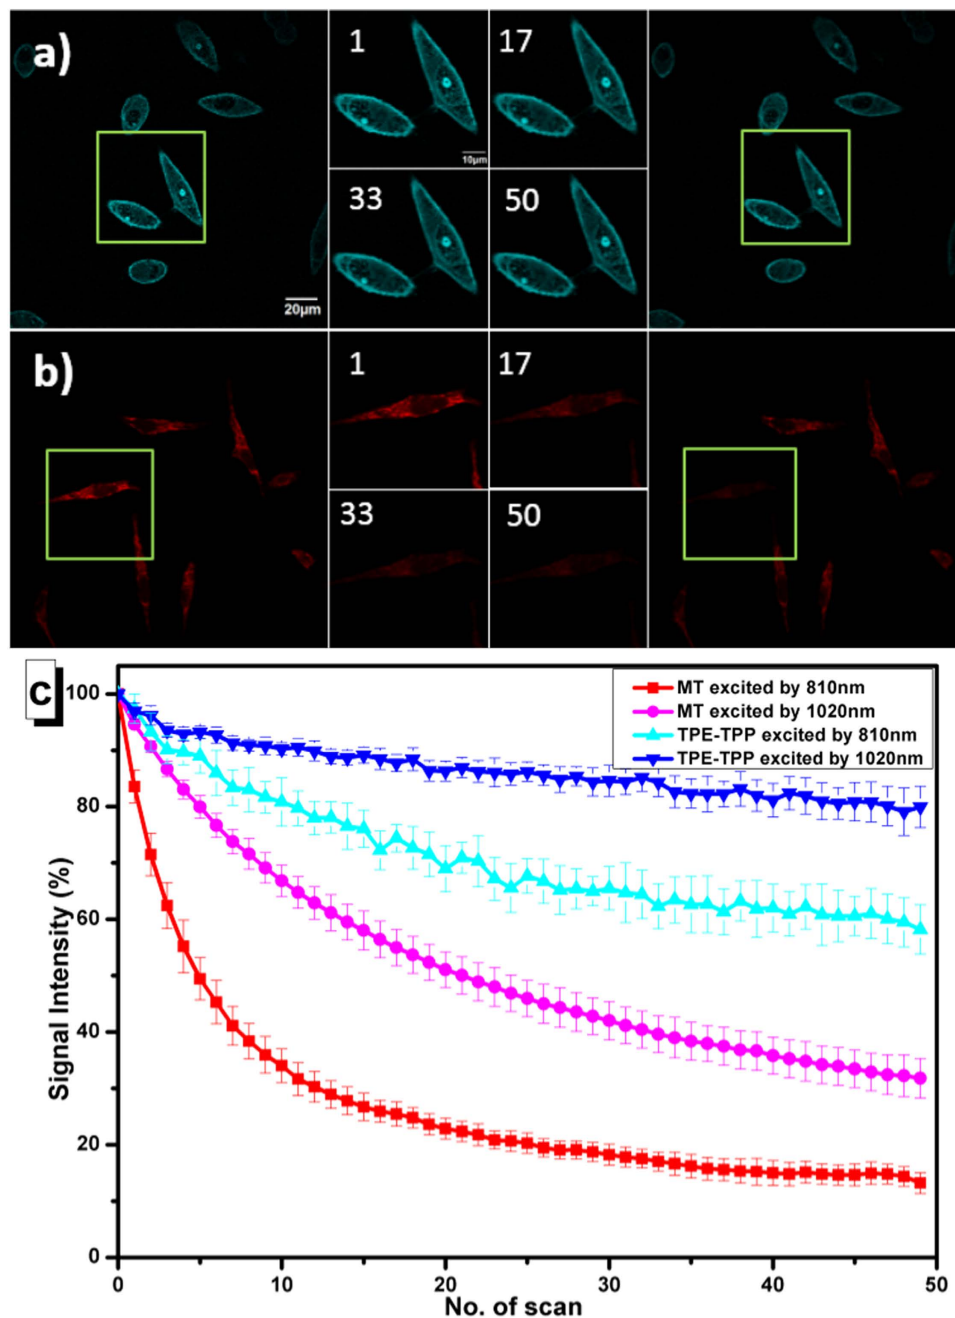 a)
1
17
10μm
33
50
20μm
b)
1
17
33
50
c
MT excited by 810nm
MT excited by 1020nm
TPE-TPP excited by 810nm
TPE-TPP excited by 1020nm
Signal Intensity (%)
100
80
60
40
20
0
0 10 20 30 40 50
No. of scan